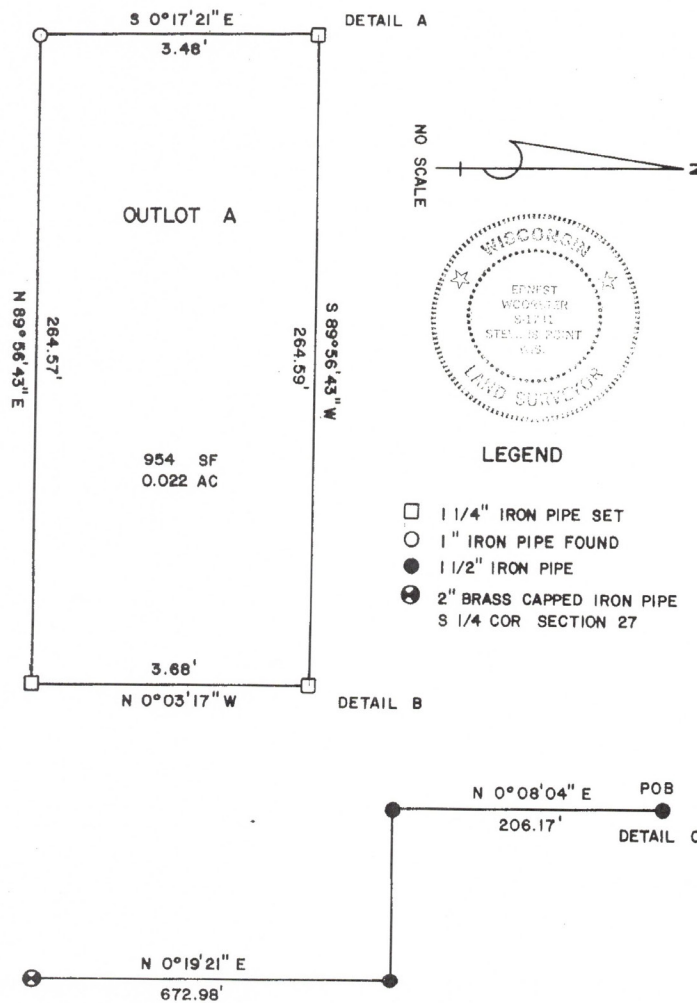 S 0°17'21" E
DETAIL A
3.48'
NO SCALE
N
OUTLOT A
WISCONSIN
ERNEST
LAND SURVEYOR
N 89°56'43" E
264.57'
264.59'
S 89°56'43" W
954 SF
0.022 AC
LEGEND
1 1/4" IRON PIPE SET
1" IRON PIPE FOUND
1 1/2" IRON PIPE
2" BRASS CAPPED IRON PIPE
S 1/4 COR SECTION 27
3.68'
N 0°03'17" W
DETAIL B
N 0°08'04" E
POB
206.17'
DETAIL C
N 0°19'21" E
672.98'